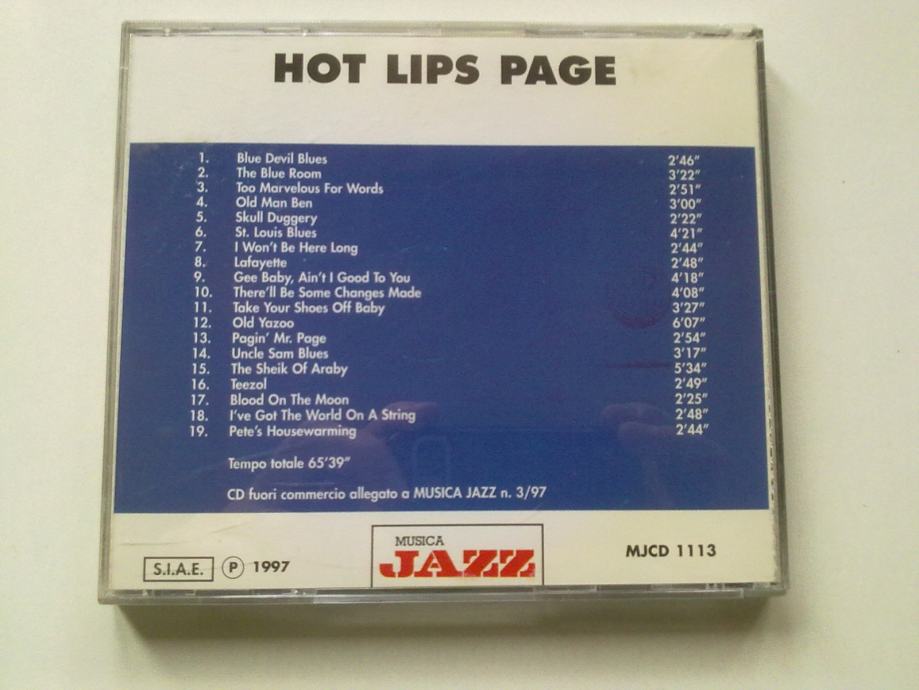 HOT LIPS PAGE
1. Blue Devil Blues 2'46"
2. The Blue Room 3'22"
3. Too Marvelous For Words 2'51"
4. Old Man Ben 3'00"
5. Skull Duggery 2'22"
6. St. Louis Blues 4'21"
7. I Won't Be Here Long 2'44"
8. Lafayette 2'48"
9. Gee Baby, Ain't I Good To You 4'18"
10. There'll Be Some Changes Made 4'08"
11. Take Your Shoes Off Baby 3'27"
12. Old Yazoo 6'07"
13. Pagin' Mr. Page 2'54"
14. Uncle Sam Blues 3'17"
15. The Sheik Of Araby 5'34"
16. Teezol 2'49"
17. Blood On The Moon 2'25"
18. I've Got The World On A String 2'48"
19. Pete's Housewarming 2'44"
Tempo totale 65'39"
CD fuori commercio allegato a MUSICA JAZZ n. 3/97
S.I.A.E. Ⓟ 1997
MUSICA
JAZZ
MJCD 1113